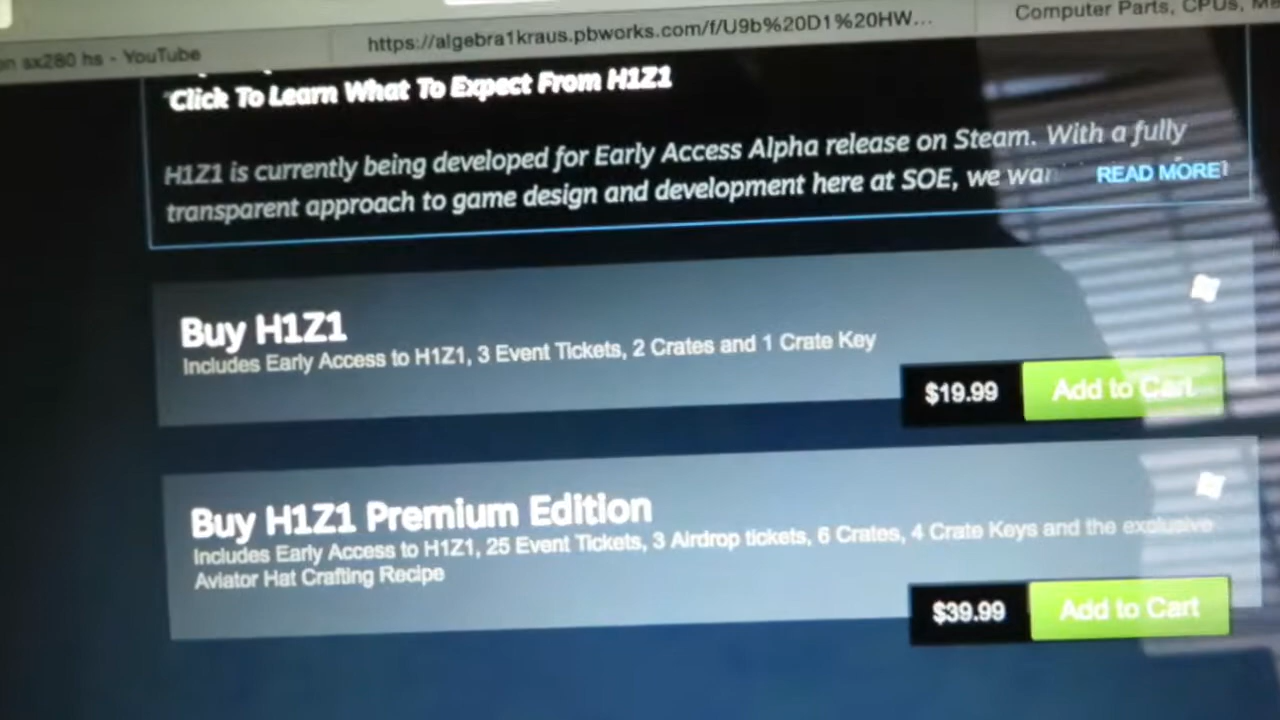 on sx280 hs - YouTube
https://algebra1kraus.pbworks.com/f/U9b%20D1%20HW...
Computer Parts, CPUs,
Click To Learn What To Expect From H1Z1
H1Z1 is currently being developed for Early Access Alpha release on Steam. With a fully
transparent approach to game design and development here at SOE, we wan READ MORE
Buy H1Z1
Includes Early Access to H1Z1, 3 Event Tickets, 2 Crates and 1 Crate Key
$19.99 Add to Cart
Buy H1Z1 Premium Edition
Includes Early Access to H1Z1, 25 Event Tickets, 3 Airdrop tickets, 6 Crates, 4 Crate Keys and the exclusive
Aviator Hat Crafting Recipe
$39.99 Add to Cart